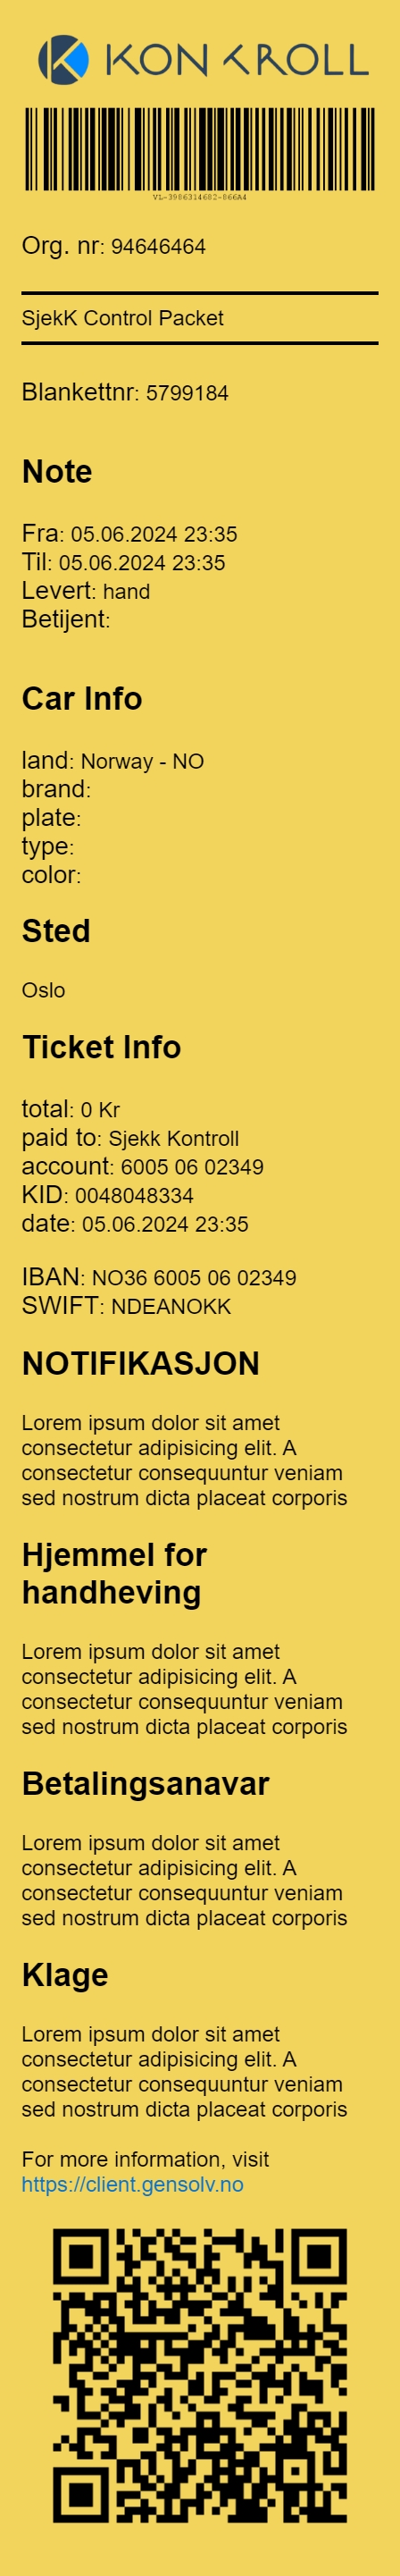 KONTROLL
VL-3986314682-866A4
Org. nr: 94646464
SjekK Control Packet
Blankettnr: 5799184
Note
Fra: 05.06.2024 23:35
Til: 05.06.2024 23:35
Levert: hand
Betijent:
Car Info
land: Norway - NO
brand:
plate:
type:
color:
Sted
Oslo
Ticket Info
total: 0 Kr
paid to: Sjekk Kontroll
account: 6005 06 02349
KID: 0048048334
date: 05.06.2024 23:35
IBAN: NO36 6005 06 02349
SWIFT: NDEANOKK
NOTIFIKASJON
Lorem ipsum dolor sit amet
consectetur adipisicing elit. A
consectetur consequuntur veniam
sed nostrum dicta placeat corporis
Hjemmel for
handheving
Lorem ipsum dolor sit amet
consectetur adipisicing elit. A
consectetur consequuntur veniam
sed nostrum dicta placeat corporis
Betalingsanavar
Lorem ipsum dolor sit amet
consectetur adipisicing elit. A
consectetur consequuntur veniam
sed nostrum dicta placeat corporis
Klage
Lorem ipsum dolor sit amet
consectetur adipisicing elit. A
consectetur consequuntur veniam
sed nostrum dicta placeat corporis
For more information, visit
https://client.gensolv.no